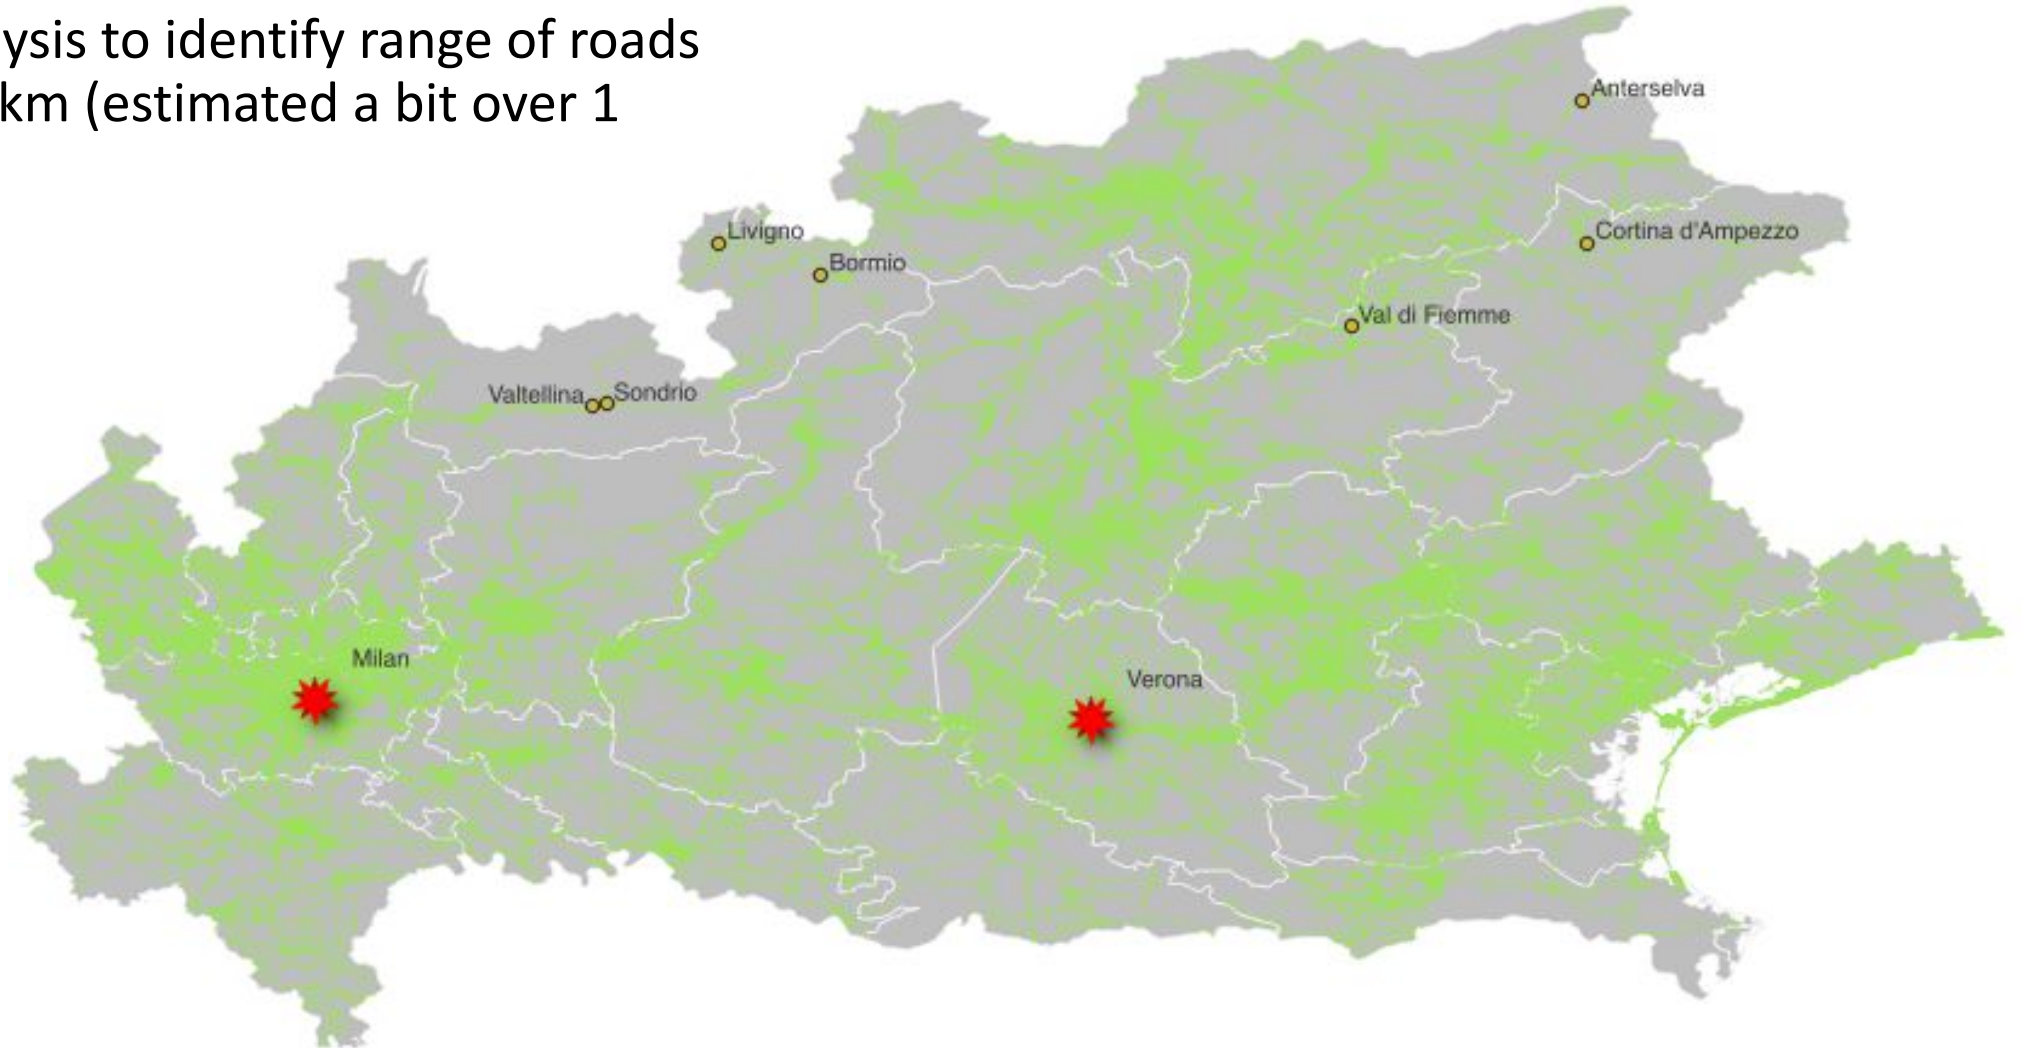 ysis to identify range of roads
km (estimated a bit over 1
Anterselva
Livigno
Cortina d'Ampezzo
Bormio
Val di Fiemme
Valtellina
Sondrio
Milan
Verona